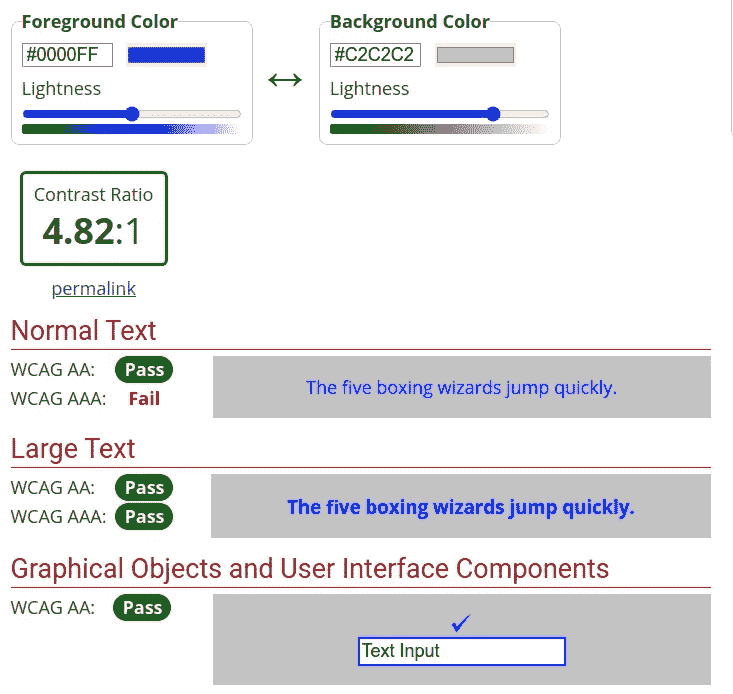 Foreground Color
#0000FF
Lightness
Background Color
#C2C2C2
Lightness
Contrast Ratio
4.82:1
permalink
Normal Text
WCAG AA: Pass
WCAG AAA: Fail
The five boxing wizards jump quickly.
Large Text
WCAG AA: Pass
WCAG AAA: Pass
The five boxing wizards jump quickly.
Graphical Objects and User Interface Components
WCAG AA: Pass
Text Input